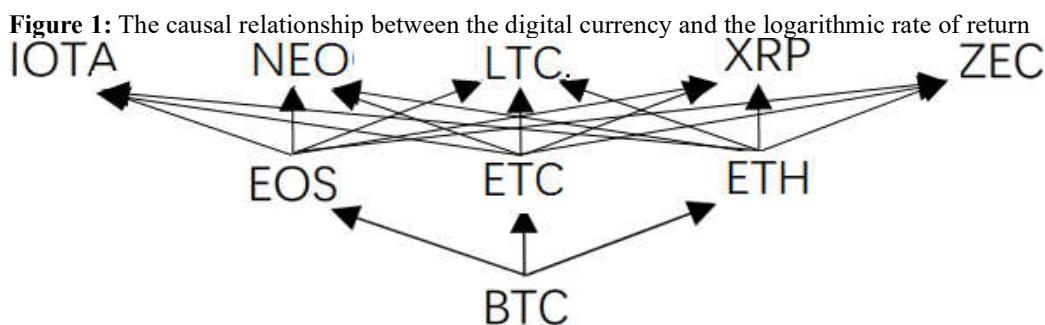 Figure 1: The causal relationship between the digital currency and the logarithmic rate of return
IOTA NEO LTC. XRP ZEC
EOS ETC ETH
BTC